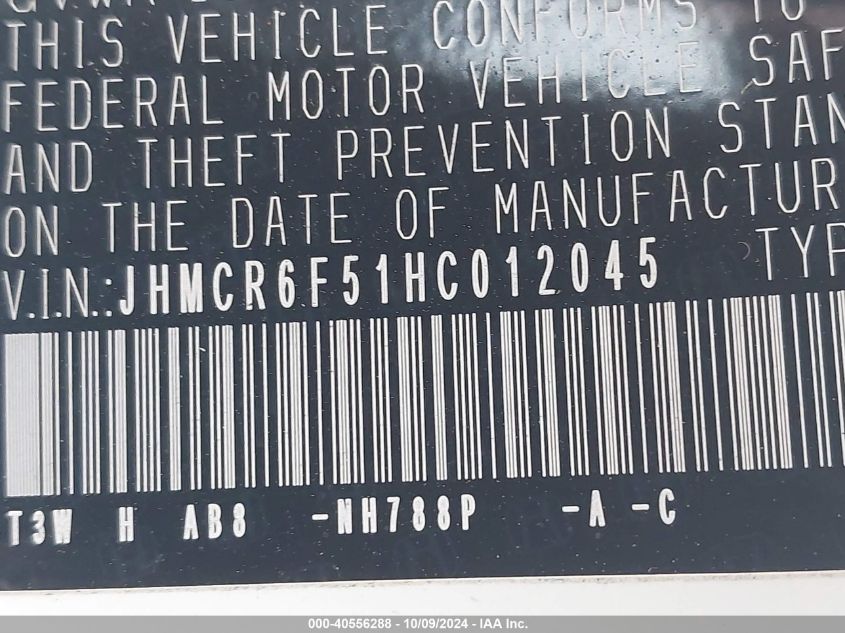 THIS VEHICLE CONFORMS TO
FEDERAL MOTOR VEHICLE SAF
AND THEFT PREVENTION STAN
ON THE DATE OF MANUFACTUR
V.I.N.: JHMCR6F51HC012045 TYP
T3W H AB8 -NH788P -A -C
000-40556288 - 10/09/2024 - IAA Inc.